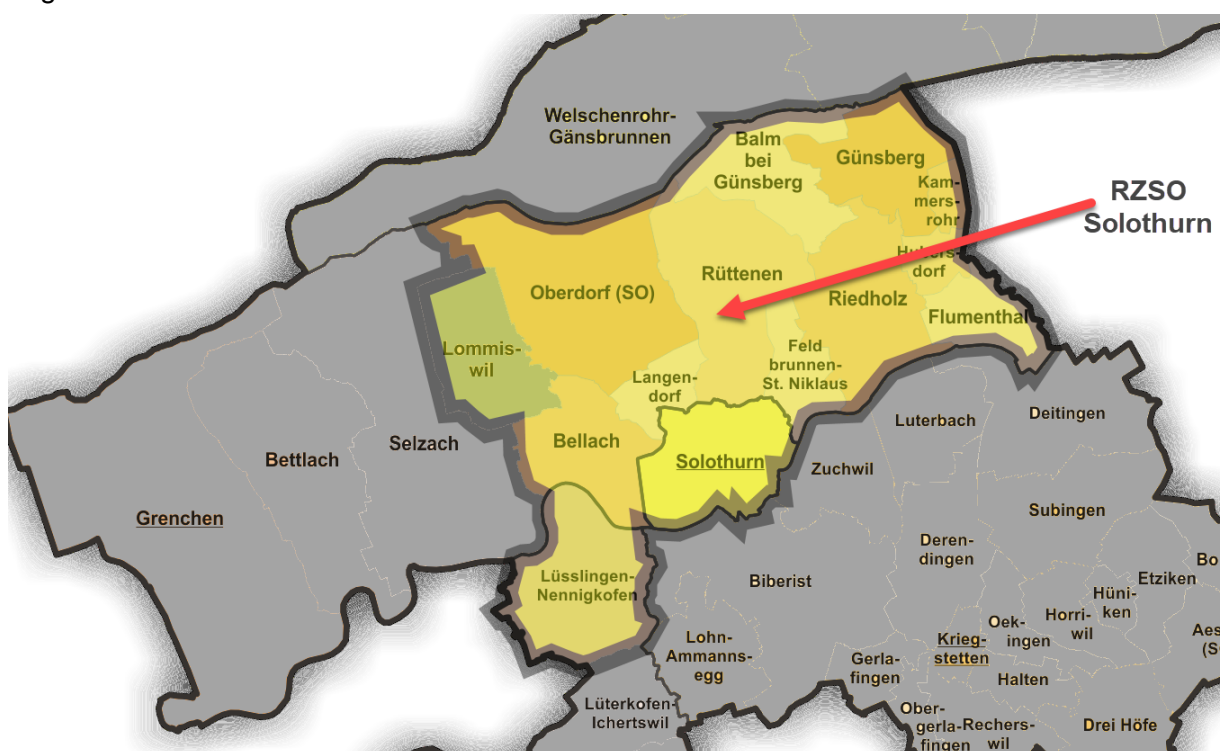 Welschenrohr-
Gänsbrunnen
Balm
bei
Günsberg
Günsberg
Kam-
mers-
rohr
RZSO
Solothurn
Hubers-
dorf
Rüttenen
Oberdorf (SO)
Riedholz
Flumenthal
Lommis-
wil
Feld
brunnen-
St. Niklaus
Langen-
dorf
Luterbach
Deitingen
Selzach
Bellach
Bettlach
Solothurn
Zuchwil
Grenchen
Subingen
Deren-
dingen
Bo
Etziken
Lüsslingen-
Nennigkofen
Biberist
Hüni-
ken
Horri-
wil
Oek-
ingen
Aes
Lohn-
Ammanns-
egg
Krieg-
stetten
Gerla-
fingen
Halten
Lüterkofen-
Ichertswil
Ober-
gerla-
fingen
Rechers-
wil
Drei Höfe